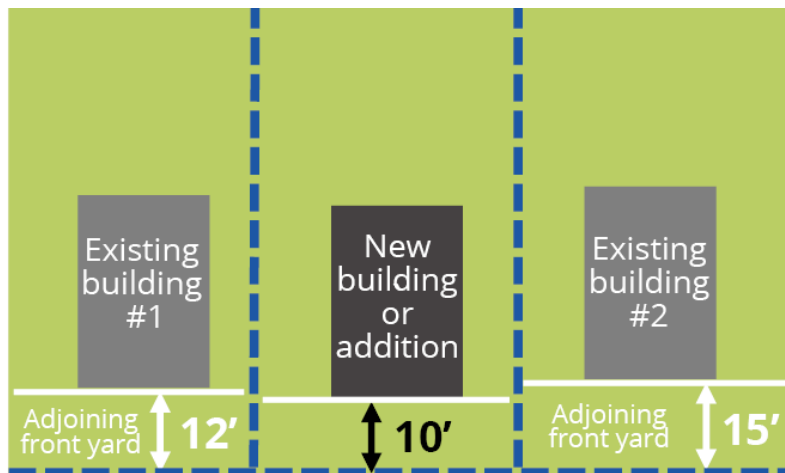 Existing
building
#1
New
building
or
addition
Existing
building
#2
Adjoining
front yard
12’
10’
Adjoining
front yard
15’